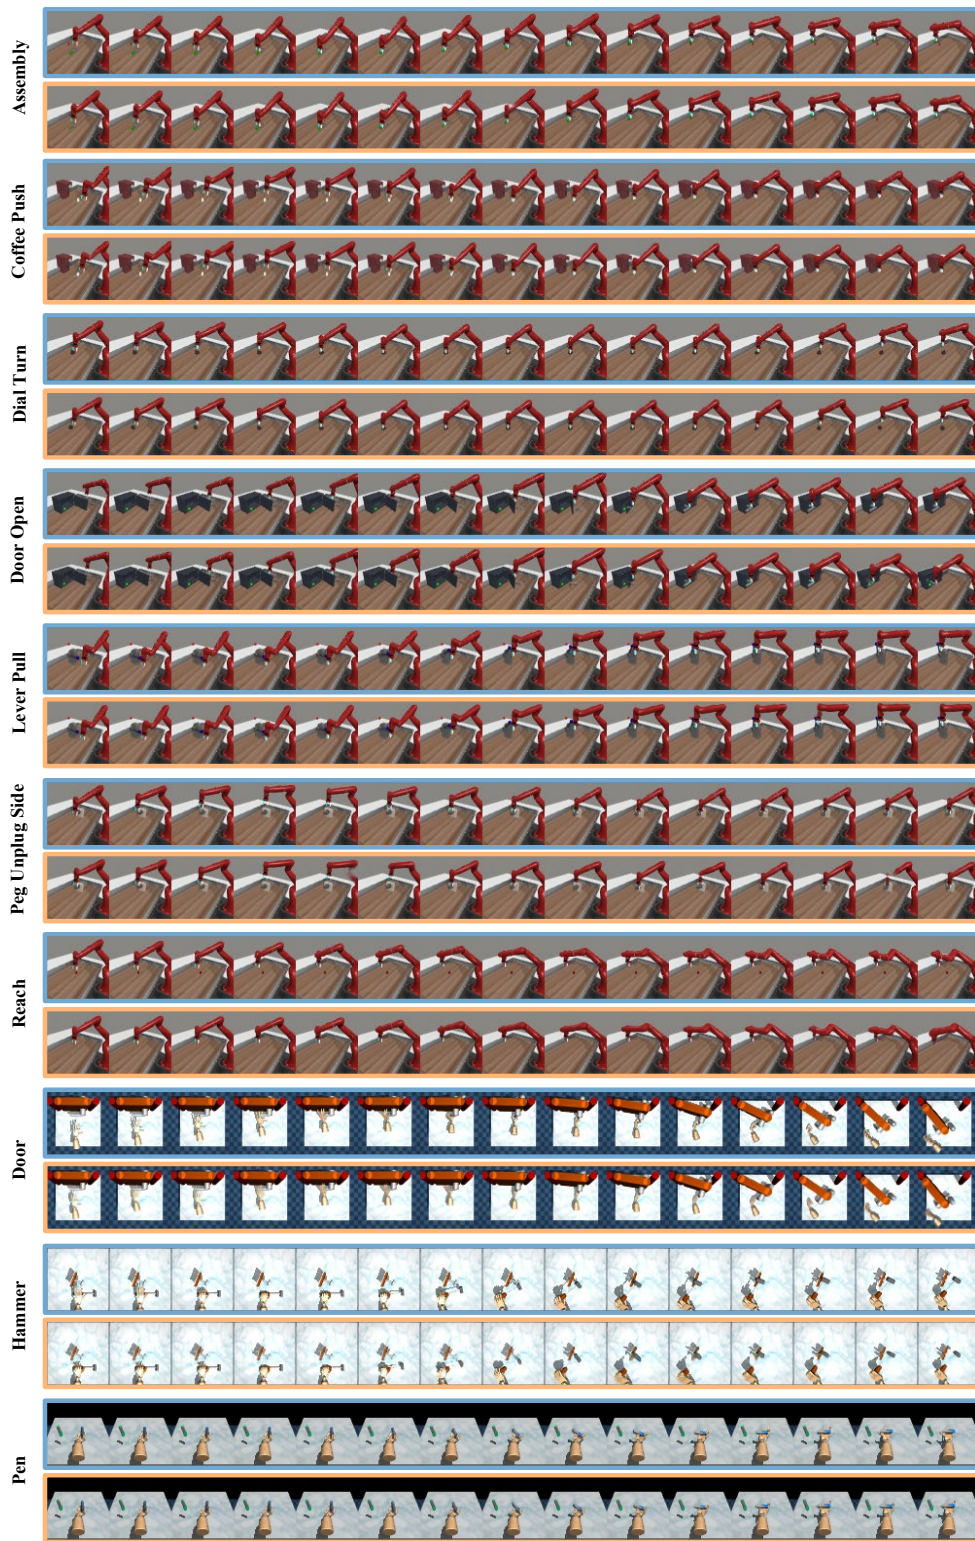 Assembly
Coffee Push
Dial Turn
Door Open
Lever Pull
Peg Unplug Side
Reach
Door
Hammer
Pen